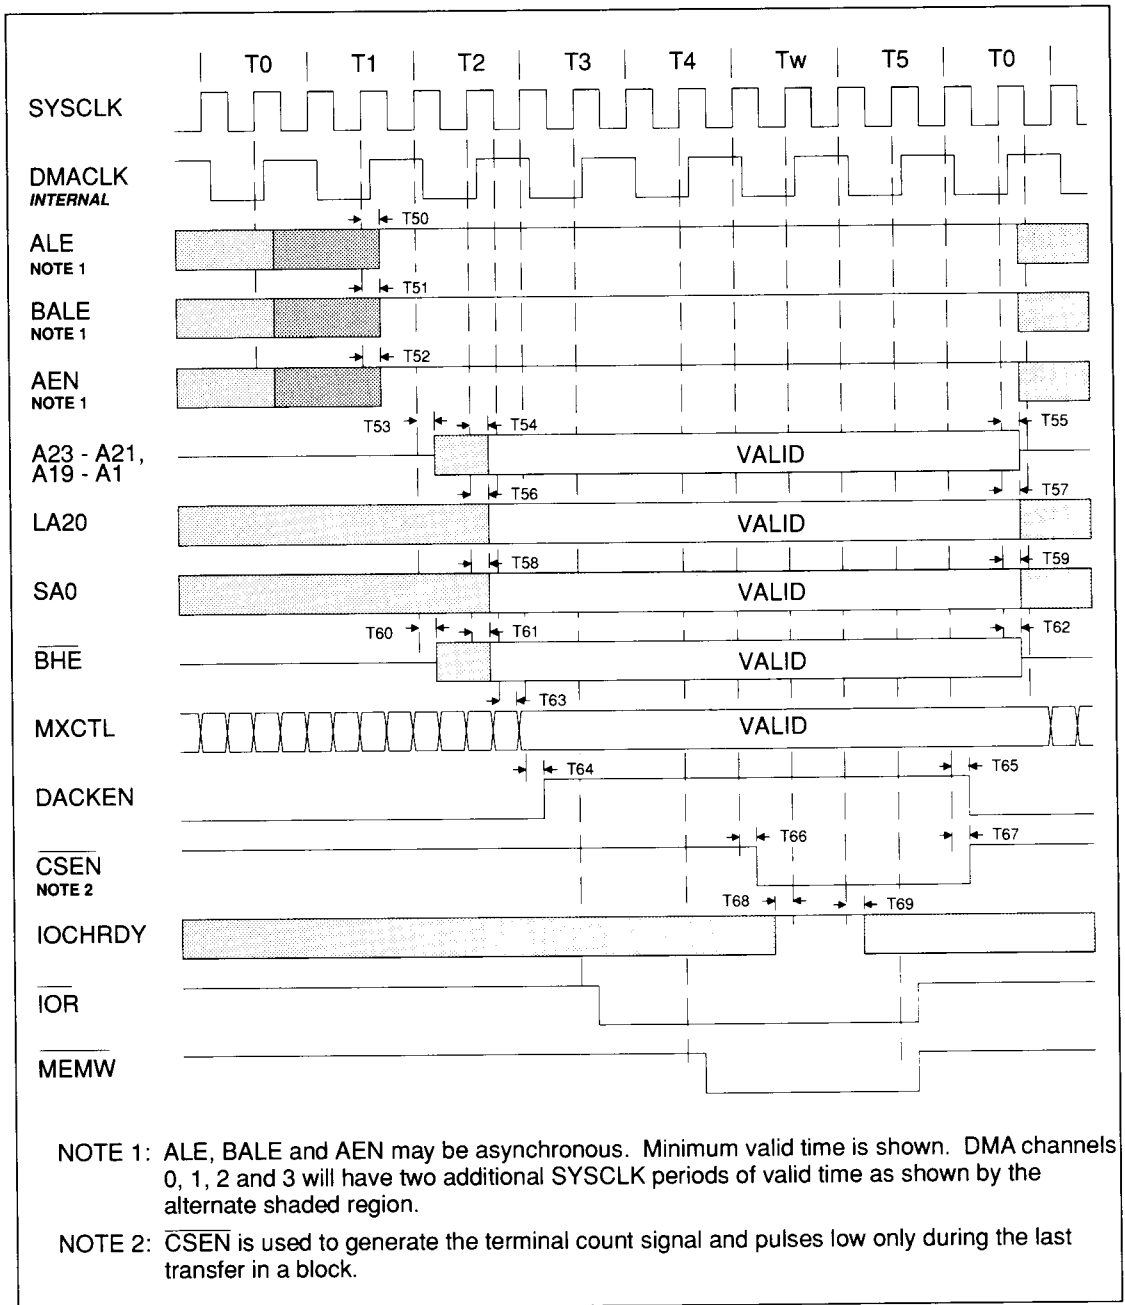 T0 T1 T2 T3 T4 Tw T5 T0
SYSCLK
DMACLK
INTERNAL
T50
ALE
NOTE 1
T51
BALE
NOTE 1
T52
AEN
NOTE 1
T53 T54 T55
A23 - A21,
A19 - A1
VALID
T56 T57
LA20 VALID
T58 T59
SA0 VALID
T60 T61 T62
BHE VALID
T63
MXCTL VALID
T64 T65
DACKEN
T66 T67
CSEN
NOTE 2
T68 T69
IOCHRDY
IOR
MEMW
NOTE 1: ALE, BALE and AEN may be asynchronous. Minimum valid time is shown. DMA channels
0, 1, 2 and 3 will have two additional SYSCLK periods of valid time as shown by the
alternate shaded region.
NOTE 2: CSEN is used to generate the terminal count signal and pulses low only during the last
transfer in a block.